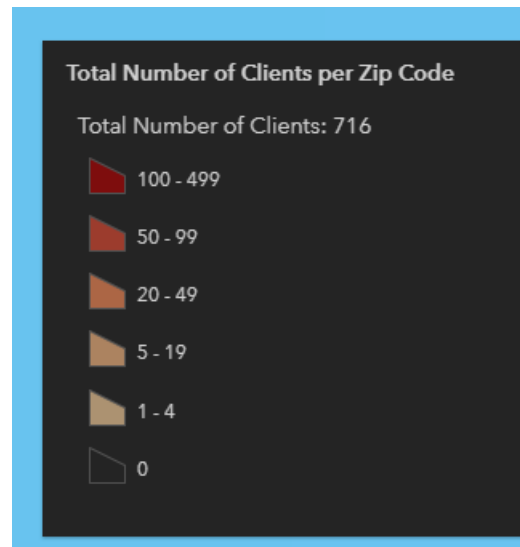 Total Number of Clients per Zip Code
Total Number of Clients: 716
100 - 499
50 - 99
20 - 49
5 - 19
1 - 4
0